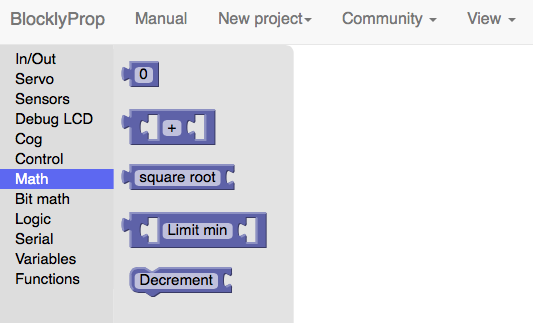 BlocklyProp Manual New project Community View
In/Out
Servo
Sensors
Debug LCD
Cog
Control
Math
Bit math
Logic
Serial
Variables
Functions
0
+
square root
Limit min
Decrement